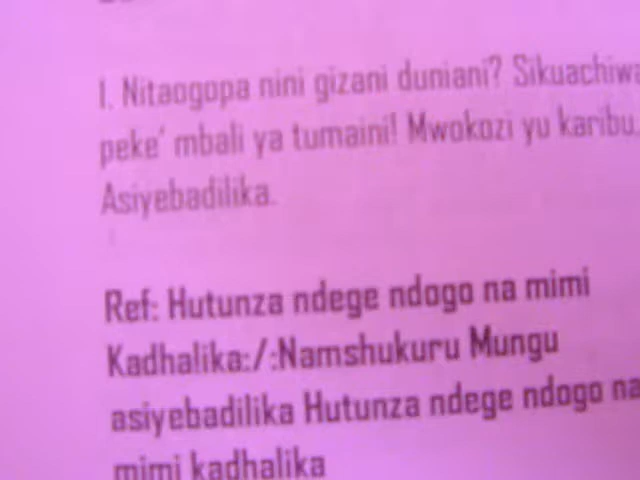 1. Nitaogopa nini gizani duniani? Sikuachiwa
peke' mbali ya tumaini! Mwokozi yu karibu,
Asiyebadilika.
Ref: Hutunza ndege ndogo na mimi
Kadhalika:/:Namshukuru Mungu
asiyebadilika Hutunza ndege ndogo na
mimi kadhalika